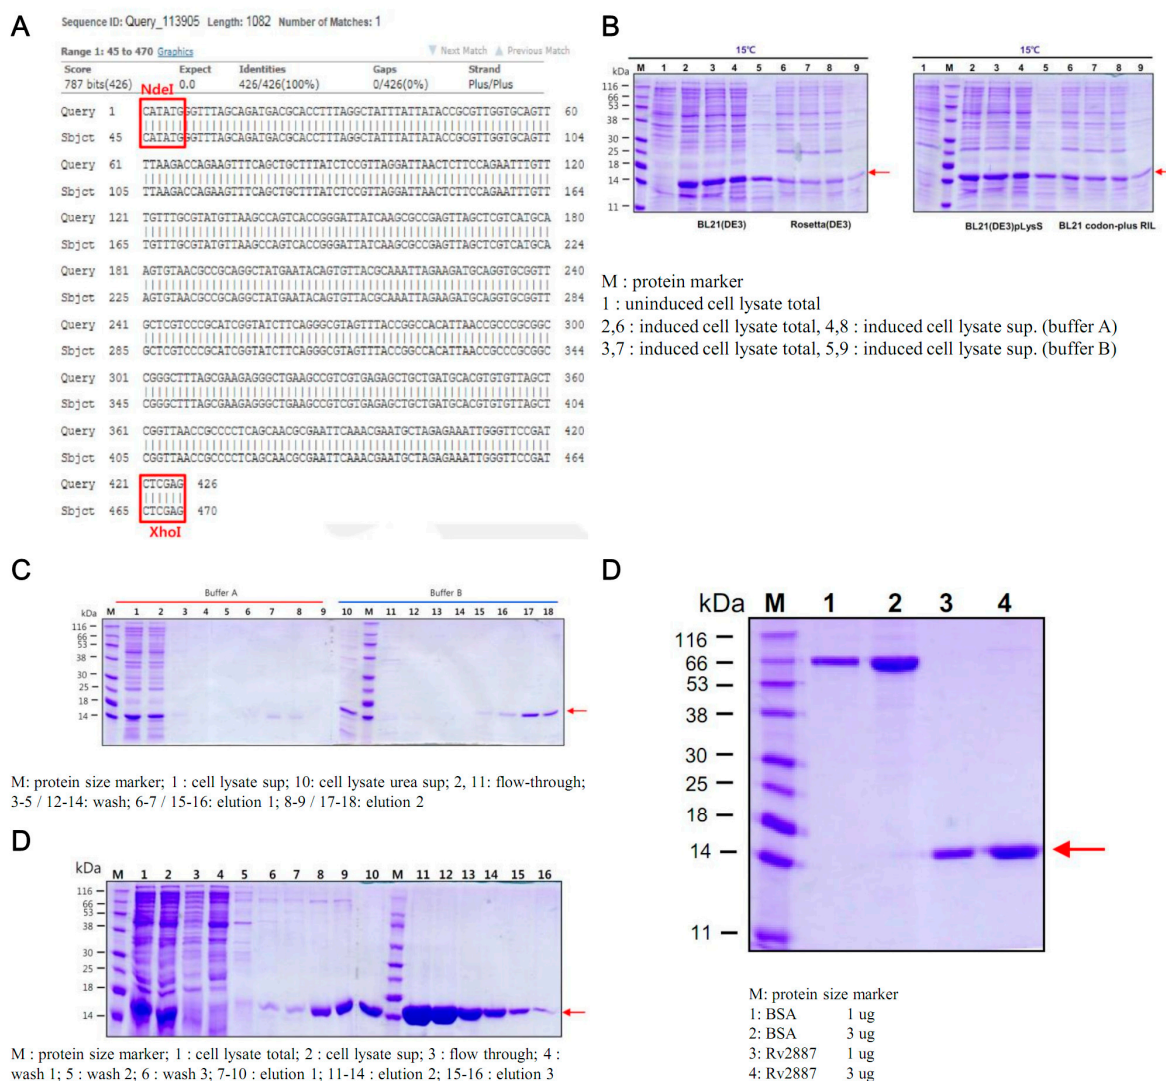 A
Sequence ID: Query_113905 Length: 1082 Number of Matches: 1
Range 1: 45 to 470 Graphics
Next Match Previous Match
Score Expect Identities Gaps Strand
787 bits(426) 0.0 426/426(100%) 0/426(0%) Plus/Plus
NdeI
Query 1 CATATGGGTTTAGCAGATGACGCACCTTTAGGCTATTTATTATACCGCGTTGGTGCAGTT 60
Sbjct 45 CATATGGGTTTAGCAGATGACGCACCTTTAGGCTATTTATTATACCGCGTTGGTGCAGTT 104
Query 61 TTAAGACCAGAAGTTTCAGCTGCTTTATCTCCGTTAGGATTAACTCTTCCAGAATTTGTT 120
Sbjct 105 TTAAGACCAGAAGTTTCAGCTGCTTTATCTCCGTTAGGATTAACTCTTCCAGAATTTGTT 164
Query 121 TGTTTGCGTATGTTAAGCCAGTCACCGGGATTATCAAGCGCCGAGTTAGCTCGTCATGCA 180
Sbjct 165 TGTTTGCGTATGTTAAGCCAGTCACCGGGATTATCAAGCGCCGAGTTAGCTCGTCATGCA 224
Query 181 AGTGTAACGCCGCAGGCTATGAATACAGTGTTACGCAAATTAGAAGATGCAGGTGCGGTT 240
Sbjct 225 AGTGTAACGCCGCAGGCTATGAATACAGTGTTACGCAAATTAGAAGATGCAGGTGCGGTT 284
Query 241 GCTCGTCCCGCATCGGTATCTTCAGGGCGTAGTTTACCGGCCACATTAACCGCCCGCGGC 300
Sbjct 285 GCTCGTCCCGCATCGGTATCTTCAGGGCGTAGTTTACCGGCCACATTAACCGCCCGCGGC 344
Query 301 CGGGCTTTAGCGAAGAGGGCTGAAGCCGTCGTGAGAGCTGCTGATGCACGTGTGTTAGCT 360
Sbjct 345 CGGGCTTTAGCGAAGAGGGCTGAAGCCGTCGTGAGAGCTGCTGATGCACGTGTGTTAGCT 404
Query 361 CGGTTAACCGCCCCTCAGCAACGCGAATTCAAACGAATGCTAGAGAAATTGGGTTCCGAT 420
Sbjct 405 CGGTTAACCGCCCCTCAGCAACGCGAATTCAAACGAATGCTAGAGAAATTGGGTTCCGAT 464
Query 421 CTCGAG 426
Sbjct 465 CTCGAG 470
XhoI
B
15℃
kDa M 1 2 3 4 5 6 7 8 9
116
66
53
38
30
25
18
14
11
BL21(DE3) Rosetta(DE3)
15℃
1 M 2 3 4 5 6 7 8 9
BL21(DE3)pLysS BL21 codon-plus RIL
M : protein marker
1 : uninduced cell lysate total
2,6 : induced cell lysate total, 4,8 : induced cell lysate sup. (buffer A)
3,7 : induced cell lysate total, 5,9 : induced cell lysate sup. (buffer B)
C
Buffer A Buffer B
kDa M 1 2 3 4 5 6 7 8 9 10 M 11 12 13 14 15 16 17 18
116
66
53
38
30
25
18
14
M: protein size marker; 1 : cell lysate sup; 10: cell lysate urea sup; 2, 11: flow-through;
3-5 / 12-14: wash; 6-7 / 15-16: elution 1; 8-9 / 17-18: elution 2
D
kDa M 1 2 3 4 5 6 7 8 9 10 M 11 12 13 14 15 16
116
66
53
38
30
25
18
14
M : protein size marker; 1 : cell lysate total; 2 : cell lysate sup; 3 : flow through; 4 :
wash 1; 5 : wash 2; 6 : wash 3; 7-10 : elution 1; 11-14 : elution 2; 15-16 : elution 3
D
kDa M 1 2 3 4
116
66
53
38
30
25
18
14
11
M: protein size marker
1: BSA 1 ug
2: BSA 3 ug
3: Rv2887 1 ug
4: Rv2887 3 ug